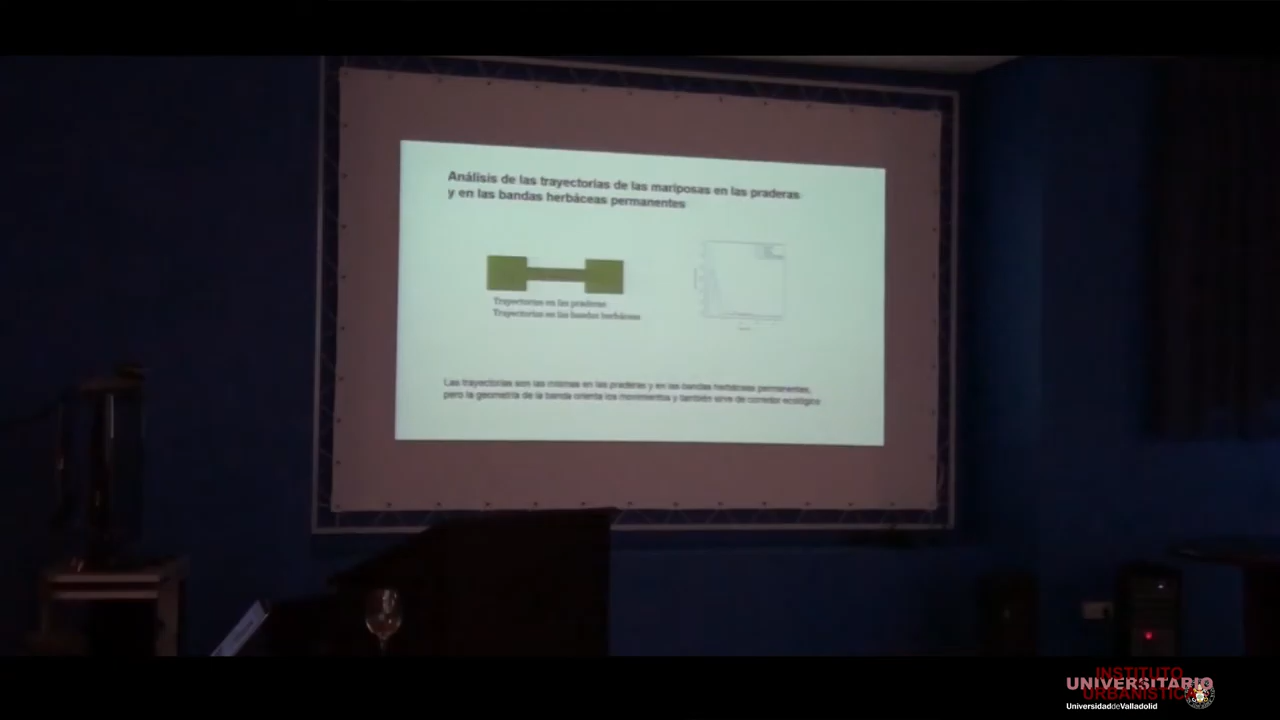 Análisis de las trayectorias de las mariposas en las praderas
y en las bandas herbáceas permanentes
Trayectorias en las praderas
Trayectorias en las bandas herbáceas
Las trayectorias son las mismas en las praderas y en las bandas herbáceas permanentes,
pero la geometría de la banda orienta los movimientos y también sirve de corredor ecológico
INSTITUTO
UNIVERSITARIO
URBANÍSTICA
UniversidaddeValladolid